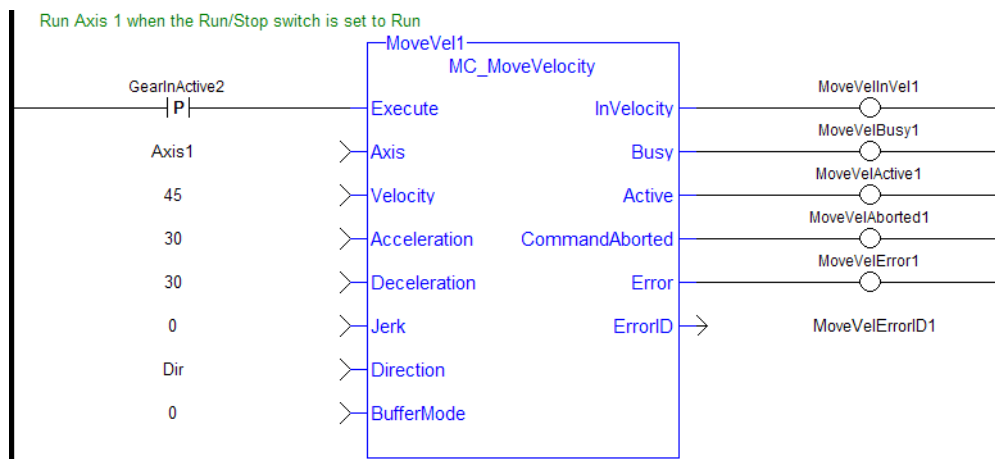 Run Axis 1 when the Run/Stop switch is set to Run
MoveVel1
MC_MoveVelocity
GearInActive2
P
Execute
InVelocity
MoveVelInVel1
Axis1
Axis
Busy
MoveVelBusy1
45
Velocity
Active
MoveVelActive1
30
Acceleration
CommandAborted
MoveVelAborted1
30
Deceleration
Error
MoveVelError1
0
Jerk
ErrorID
MoveVelErrorID1
Dir
Direction
0
BufferMode